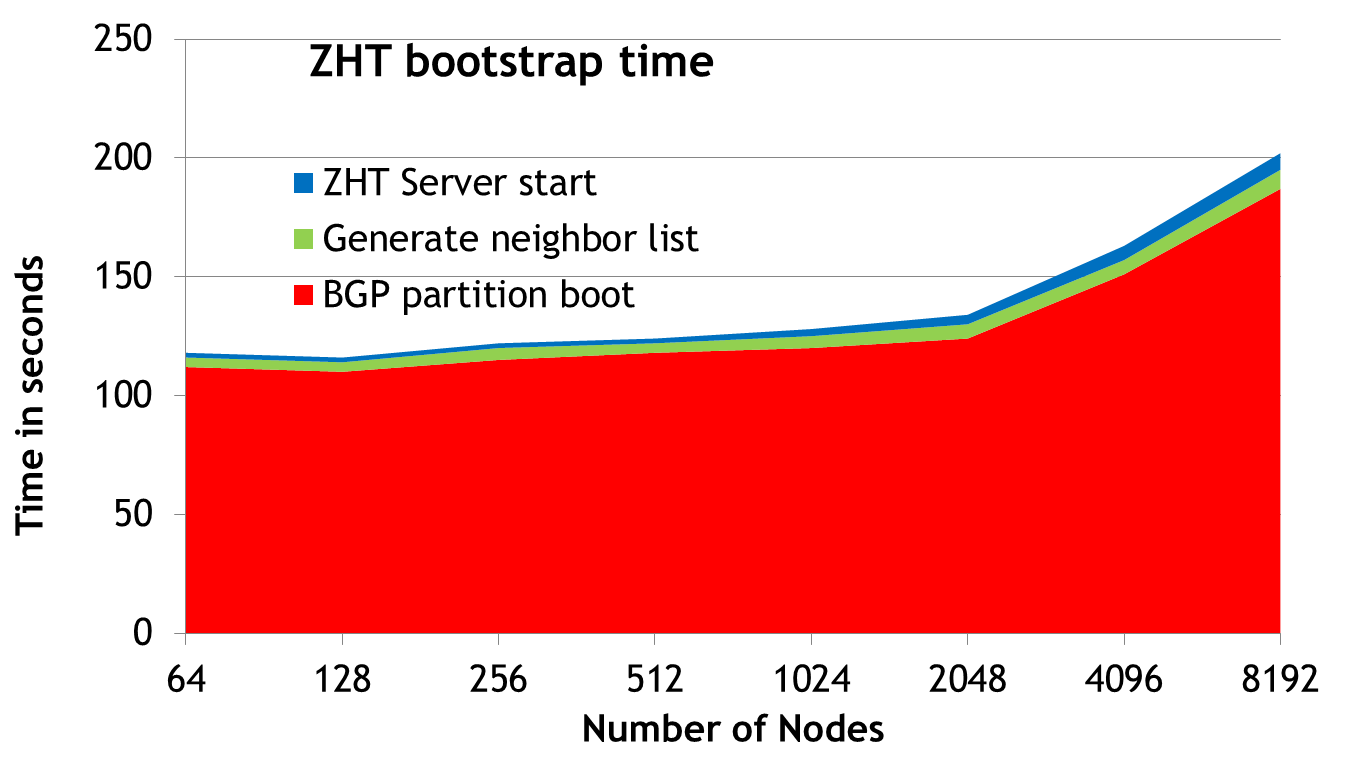 ZHT bootstrap time
250
200
150
100
50
0
Time in seconds
ZHT Server start
Generate neighbor list
BGP partition boot
64 128 256 512 1024 2048 4096 8192
Number of Nodes